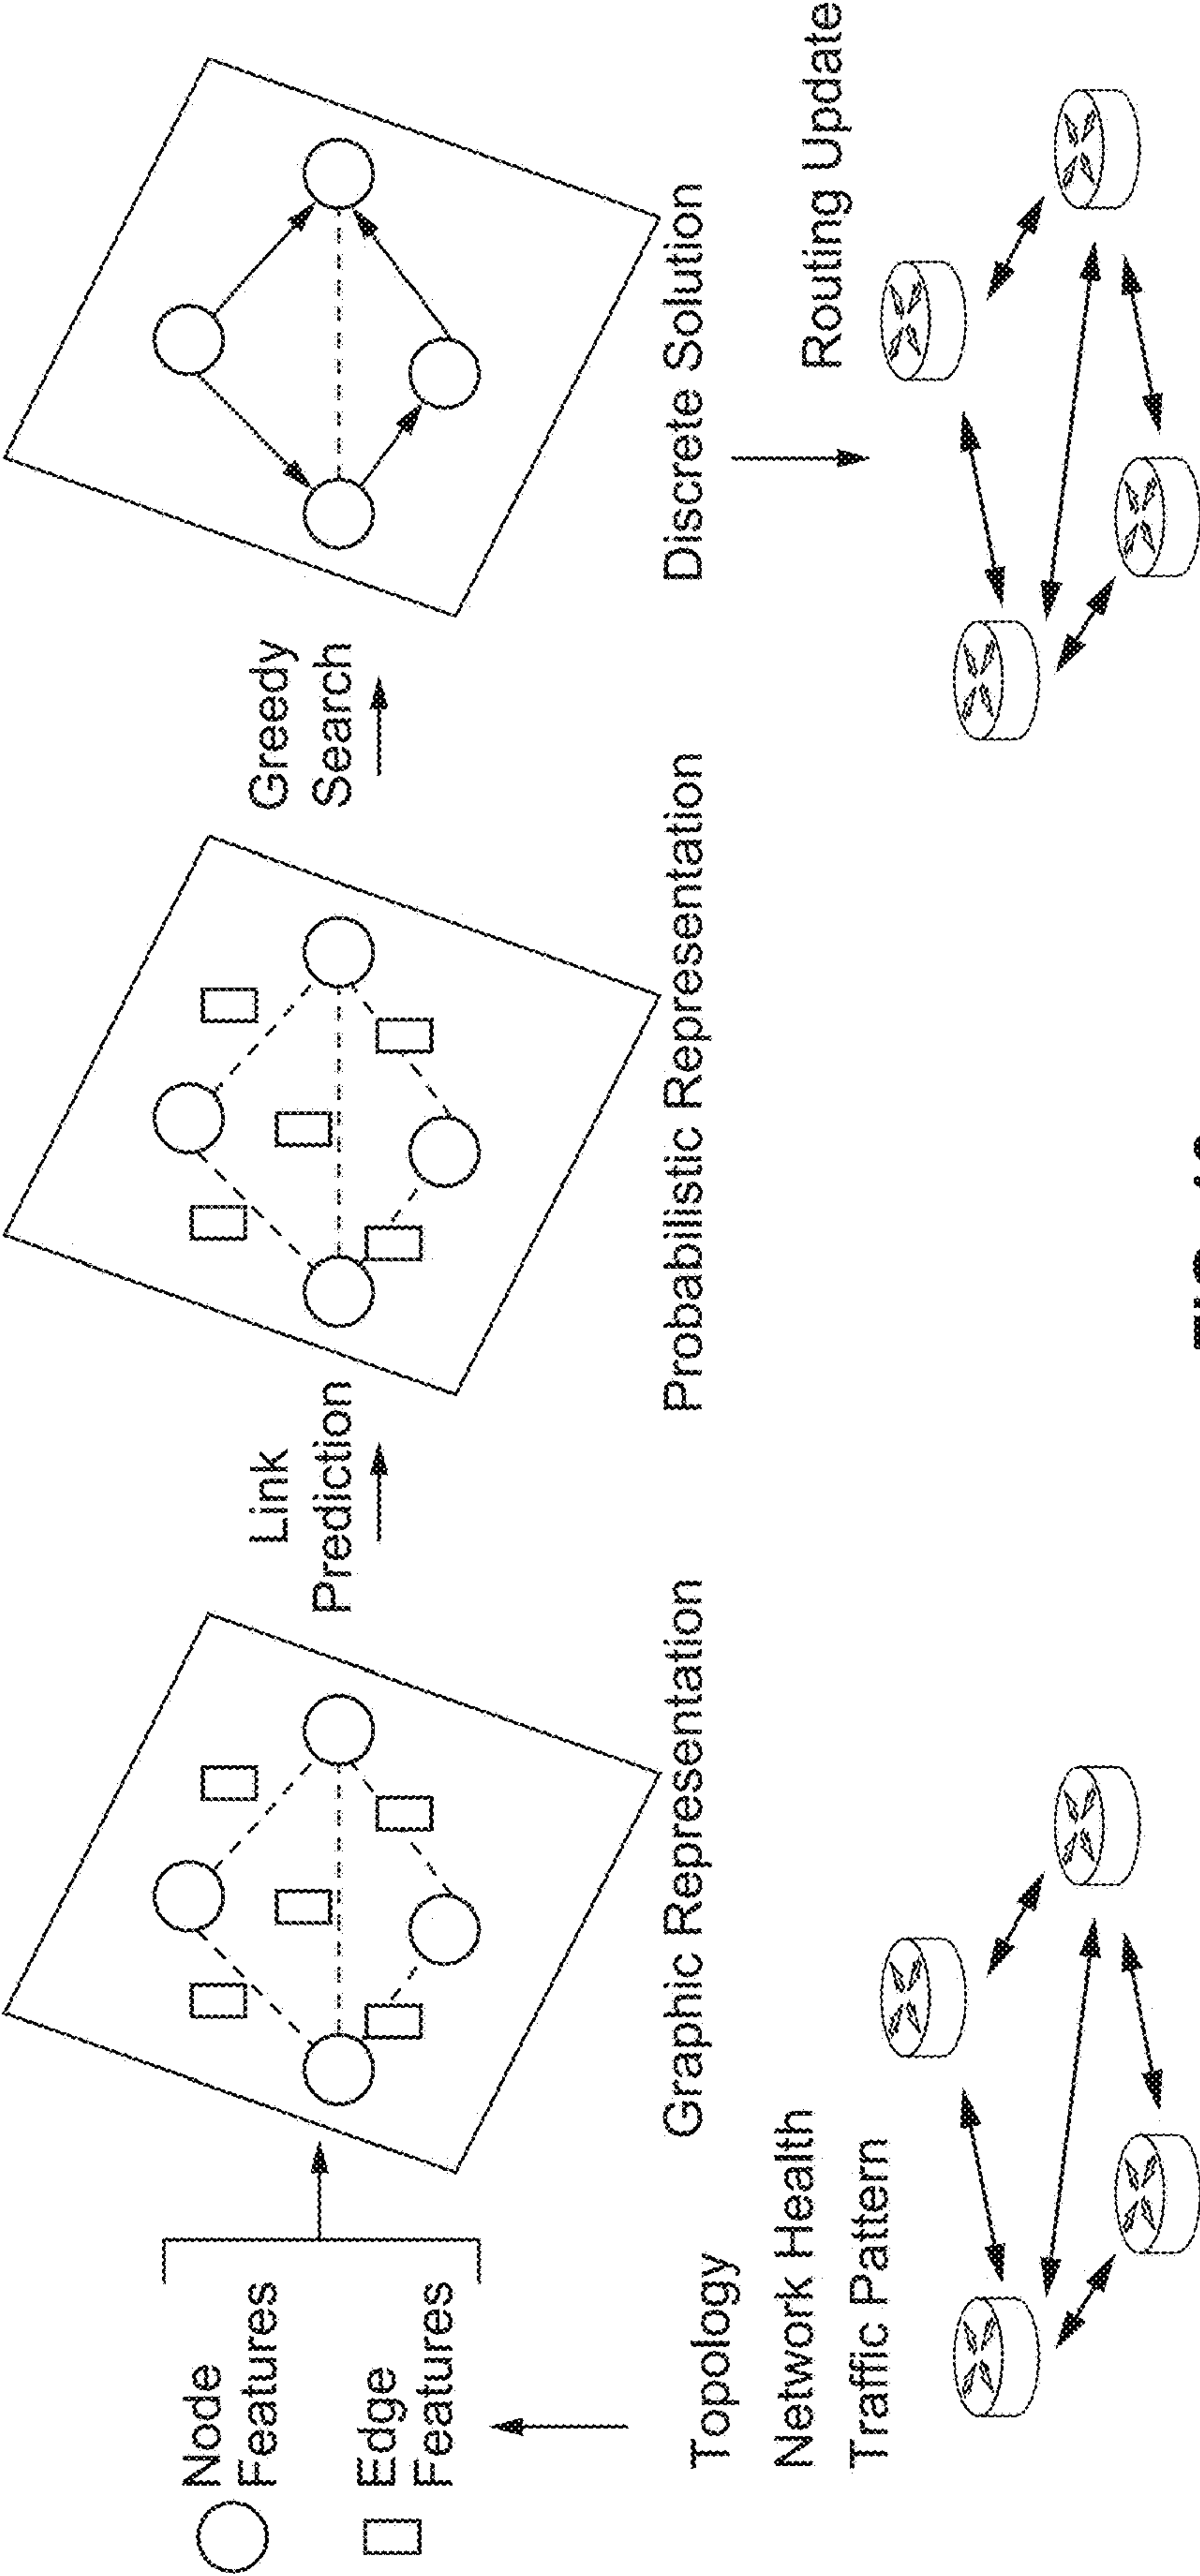 Node
Features
Edge
Features
Topology
Network Health
Traffic Pattern
Graphic Representation
Link
Prediction
Probabilistic Representation
Greedy
Search
Discrete Solution
Routing Update